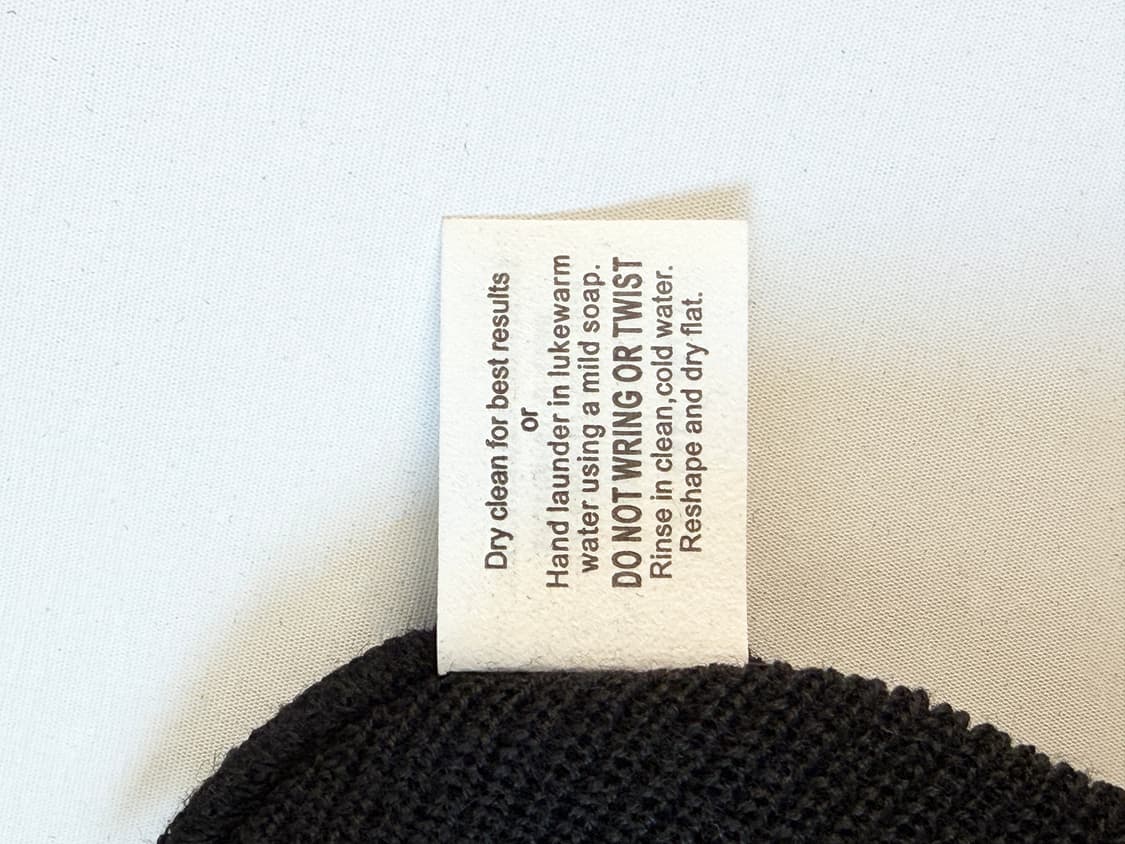 Dry clean for best results
or
Hand launder in lukewarm
water using a mild soap.
DO NOT WRING OR TWIST
Rinse in clean,cold water.
Reshape and dry flat.